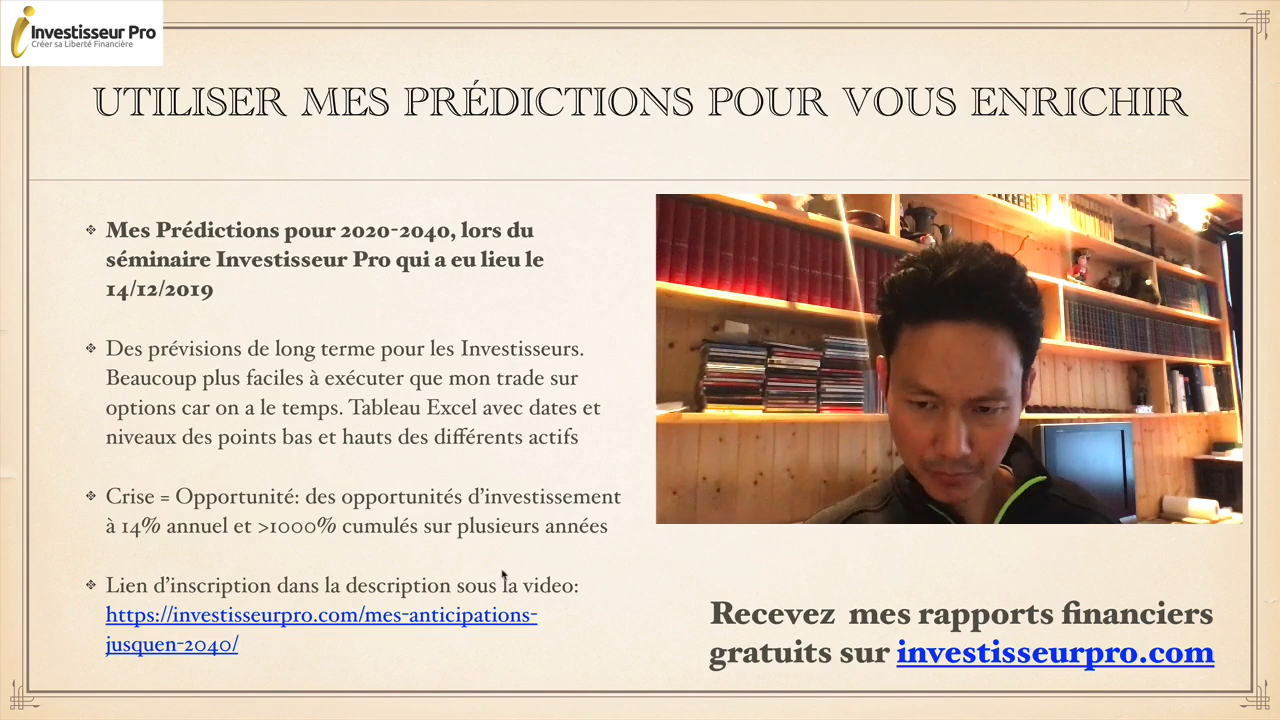 Investisseur Pro
Créer sa Liberté Financière
UTILISER MES PRÉDICTIONS POUR VOUS ENRICHIR
Mes Prédictions pour 2020-2040, lors du
séminaire Investisseur Pro qui a eu lieu le
14/12/2019
Des prévisions de long terme pour les Investisseurs.
Beaucoup plus faciles à exécuter que mon trade sur
options car on a le temps. Tableau Excel avec dates et
niveaux des points bas et hauts des différents actifs
Crise = Opportunité: des opportunités d'investissement
à 14% annuel et >1000% cumulés sur plusieurs années
Lien d'inscription dans la description sous la video:
https://investisseurpro.com/mes-anticipations-
jusquen-2040/
Recevez mes rapports financiers
gratuits sur investisseurpro.com